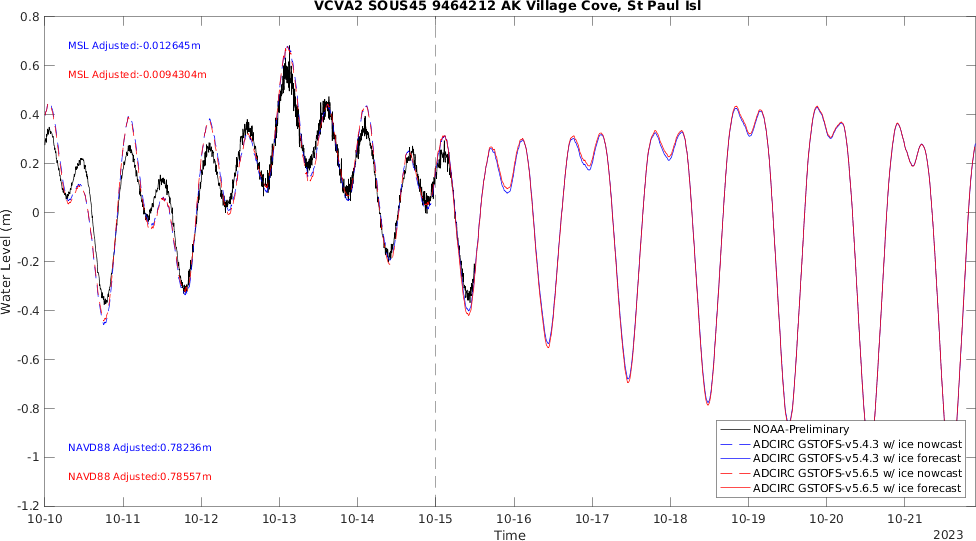 VCVA2 SOUS45 9464212 AK Village Cove, St Paul Isl
0.8
0.6
0.4
0.2
0
-0.2
-0.4
-0.6
-0.8
-1
-1.2
Water Level (m)
MSL Adjusted:-0.012645m
MSL Adjusted:-0.0094304m
NAVD88 Adjusted:0.78236m
NAVD88 Adjusted:0.78557m
NOAA-Preliminary
ADCIRC GSTOFS-v5.4.3 w/ ice nowcast
ADCIRC GSTOFS-v5.4.3 w/ ice forecast
ADCIRC GSTOFS-v5.6.5 w/ ice nowcast
ADCIRC GSTOFS-v5.6.5 w/ ice forecast
10-10 10-11 10-12 10-13 10-14 10-15 10-16 10-17 10-18 10-19 10-20 10-21
Time
2023